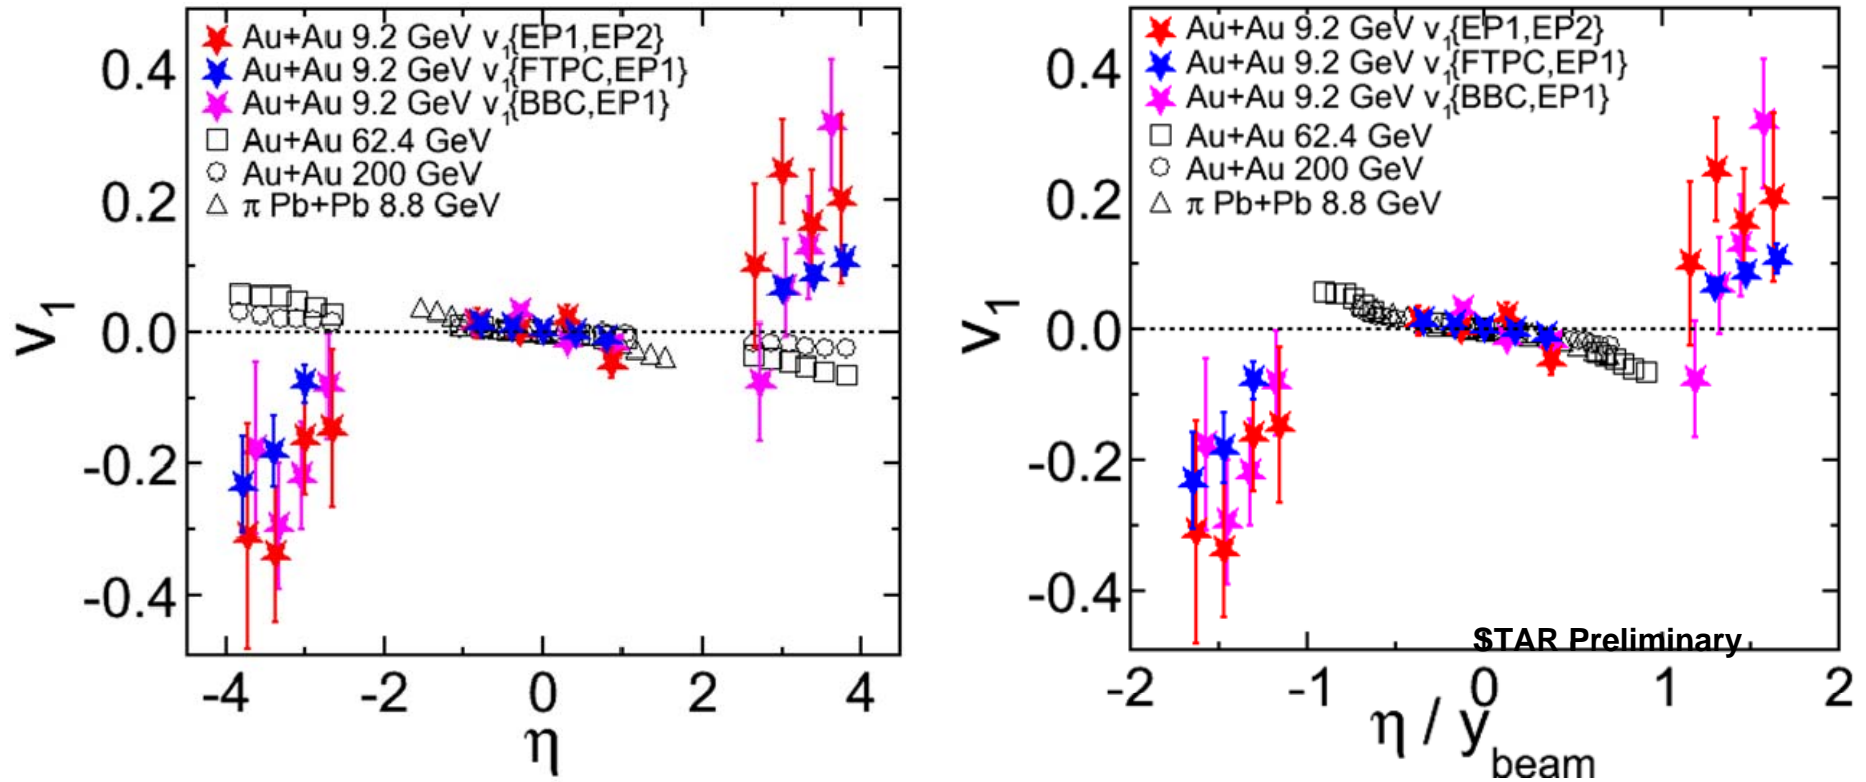 Au+Au 9.2 GeV v1{EP1,EP2}
Au+Au 9.2 GeV v1{FTPC,EP1}
Au+Au 9.2 GeV v1{BBC,EP1}
Au+Au 62.4 GeV
Au+Au 200 GeV
π Pb+Pb 8.8 GeV
0.4
0.2
0.0
-0.2
-0.4
v1
-4 -2 0 2 4
η
Au+Au 9.2 GeV v1{EP1,EP2}
Au+Au 9.2 GeV v1{FTPC,EP1}
Au+Au 9.2 GeV v1{BBC,EP1}
Au+Au 62.4 GeV
Au+Au 200 GeV
π Pb+Pb 8.8 GeV
0.4
0.2
0.0
-0.2
-0.4
v1
STAR Preliminary
-2 -1 0 1 2
η / ybeam